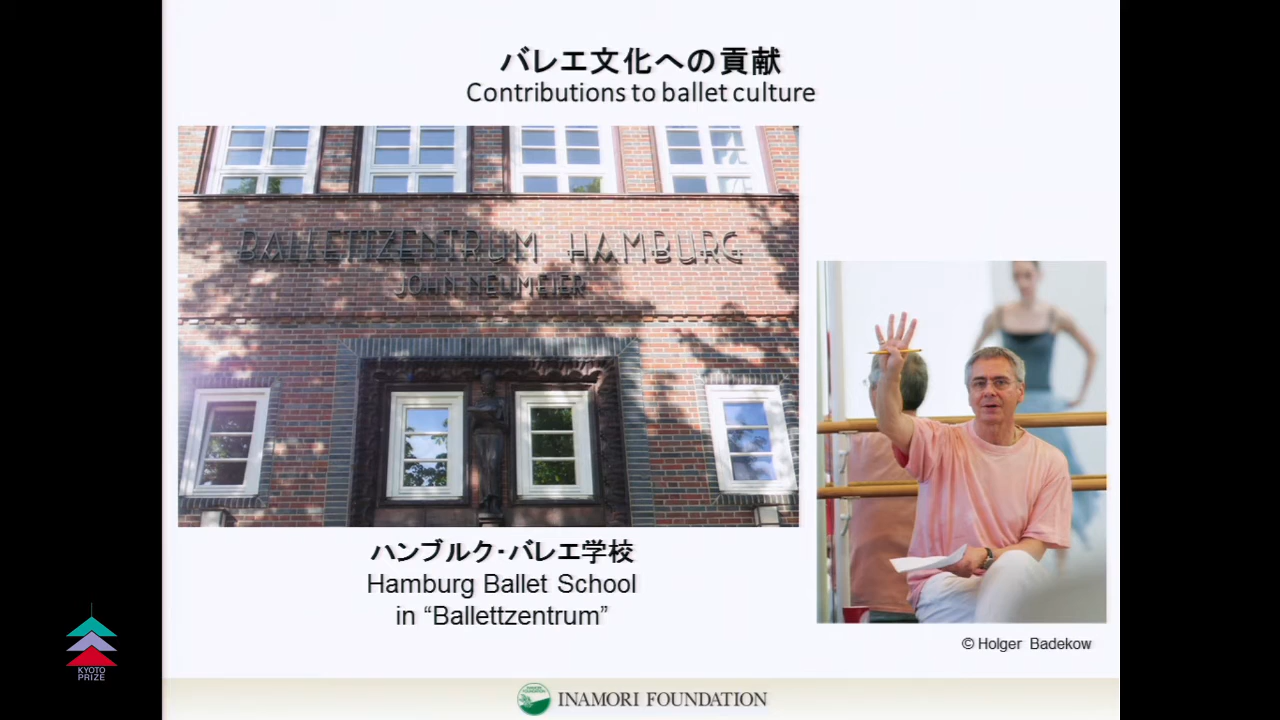 バレエ文化への貢献
Contributions to ballet culture
BALLETTZENTRUM HAMBURG
JOHN NEUMEIER
ハンブルク・バレエ学校
Hamburg Ballet School
in “Ballettzentrum”
© Holger Badekow
KYOTO
PRIZE
INAMORI FOUNDATION